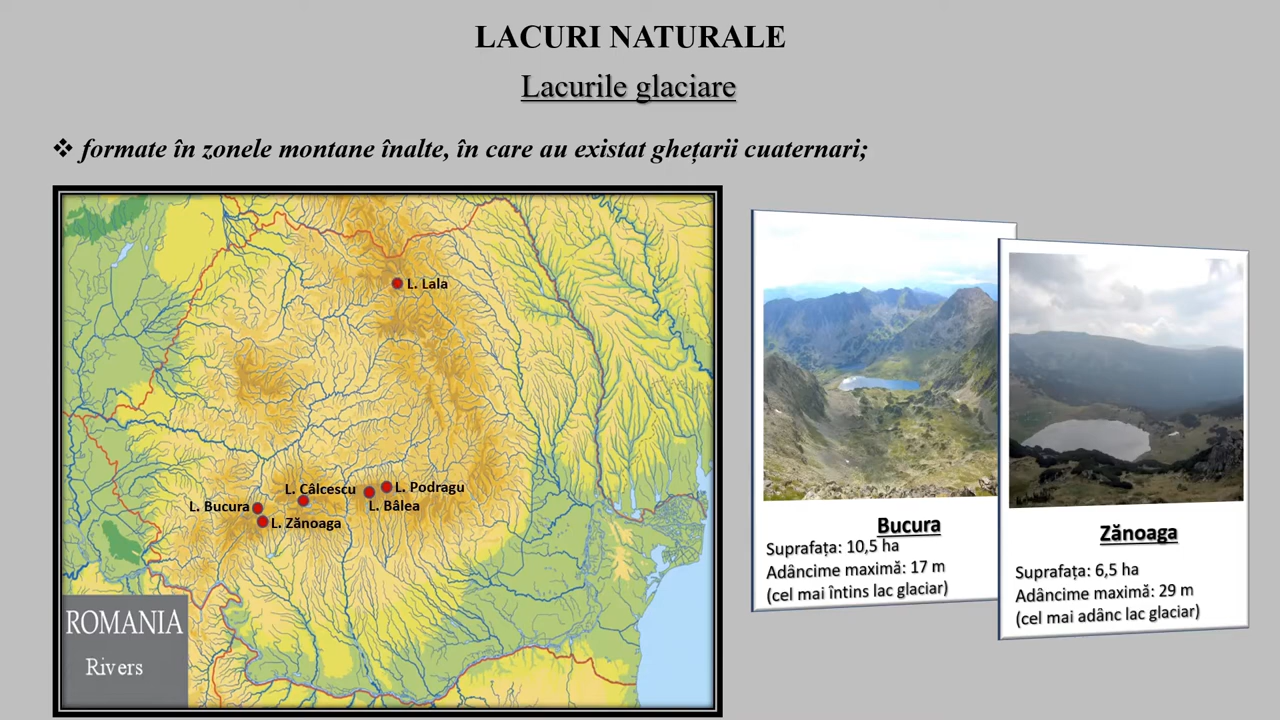 LACURI NATURALE
Lacurile glaciare
❖ formate în zonele montane înalte, în care au existat ghețarii cuaternari;
L. Lala
L. Câlcescu
L. Podragu
L. Bucura
L. Bâlea
L. Zănoaga
ROMANIA
Rivers
Bucura
Suprafața: 10,5 ha
Adâncime maximă: 17 m
(cel mai întins lac glaciar)
Zănoaga
Suprafața: 6,5 ha
Adâncime maximă: 29 m
(cel mai adânc lac glaciar)